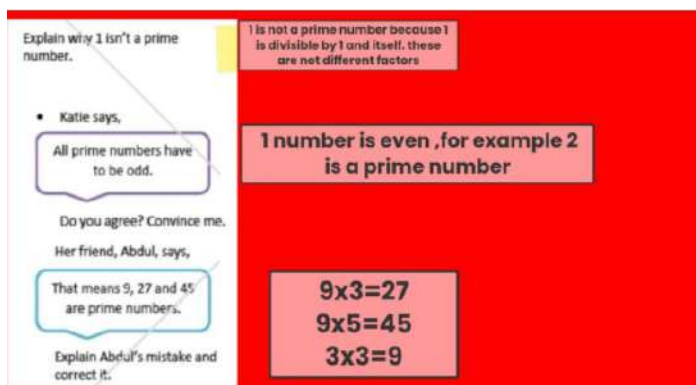 Explain why 1 isn't a prime
number.
1 is not a prime number because 1
is divisible by 1 and itself. these
are not different factors
• Katie says,
All prime numbers have
to be odd.
1 number is even ,for example 2
is a prime number
Do you agree? Convince me.
Her friend, Abdul, says,
That means 9, 27 and 45
are prime numbers.
9x3=27
9x5=45
3x3=9
Explain Abdul's mistake and
correct it.